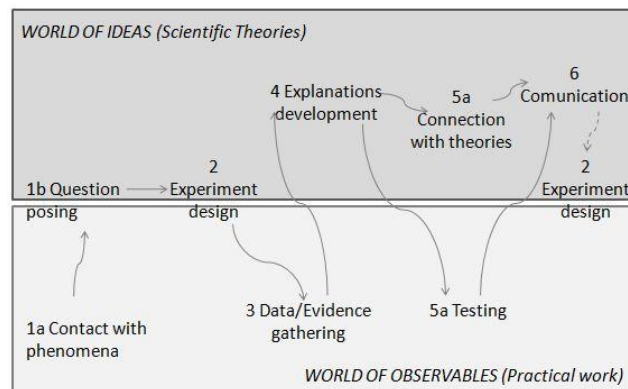 WORLD OF IDEAS (Scientific Theories)
4 Explanations
development
5a
Connection
with theories
6
Comunication
1b Question
posing
2
Experiment
design
2
Experiment
design
1a Contact with
phenomena
3 Data/Evidence
gathering
5a Testing
WORLD OF OBSERVABLES (Practical work)